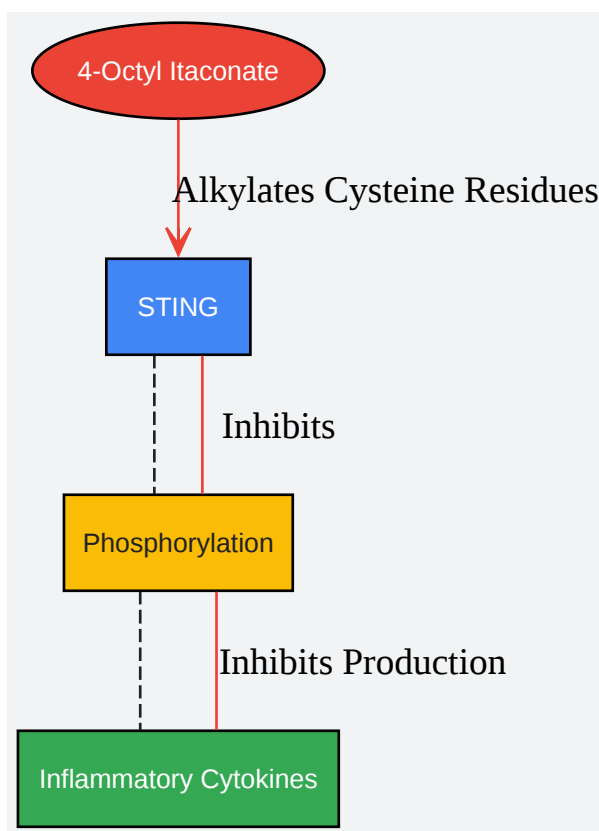 4-Octyl Itaconate
Alkylates Cysteine Residues
STING
Inhibits
Phosphorylation
Inhibits Production
Inflammatory Cytokines